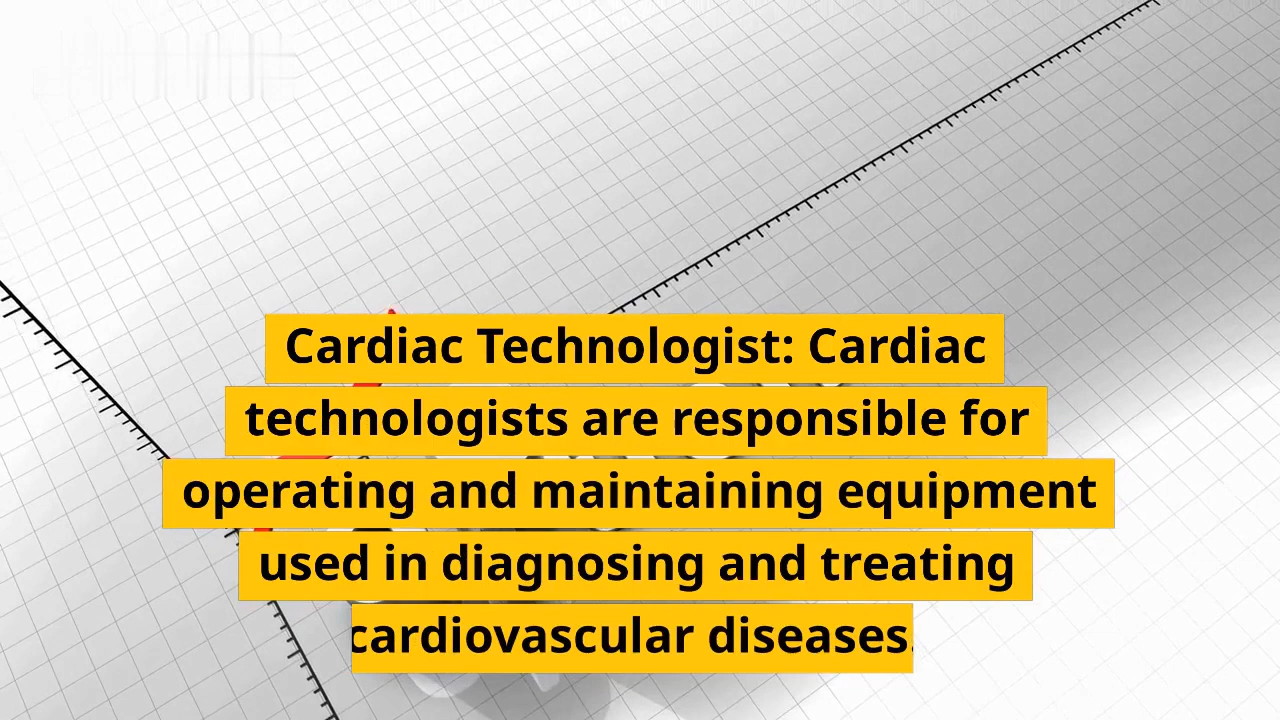 Cardiac Technologist: Cardiac
technologists are responsible for
operating and maintaining equipment
used in diagnosing and treating
cardiovascular diseases.